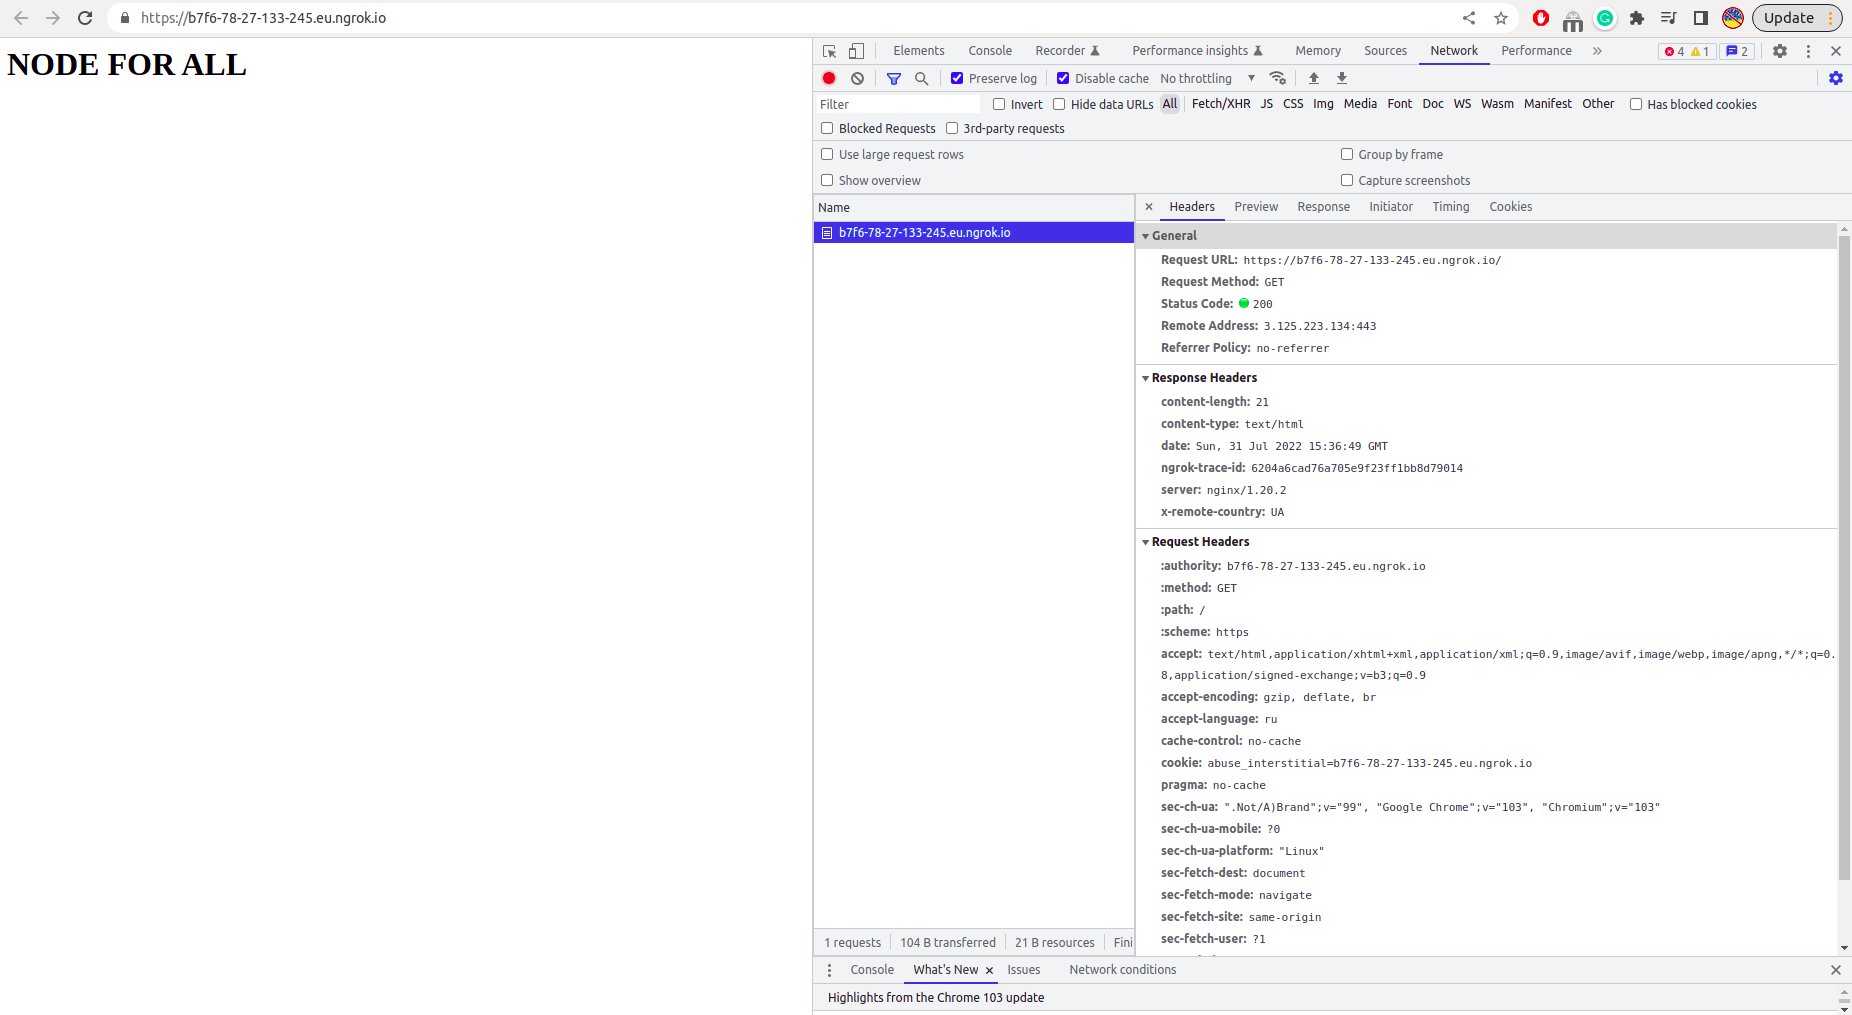 https://b7f6-78-27-133-245.eu.ngrok.io
Update
NODE FOR ALL
Elements Console Recorder Performance insights Memory Sources Network Performance » 4 1 2
Preserve log Disable cache No throttling
Filter Invert Hide data URLs All Fetch/XHR JS CSS Img Media Font Doc WS Wasm Manifest Other Has blocked cookies
Blocked Requests 3rd-party requests
Use large request rows Group by frame
Show overview Capture screenshots
Name
b7f6-78-27-133-245.eu.ngrok.io
Headers Preview Response Initiator Timing Cookies
General
Request URL: https://b7f6-78-27-133-245.eu.ngrok.io/
Request Method: GET
Status Code: 200
Remote Address: 3.125.223.134:443
Referrer Policy: no-referrer
Response Headers
content-length: 21
content-type: text/html
date: Sun, 31 Jul 2022 15:36:49 GMT
ngrok-trace-id: 6204a6cad76a705e9f23ff1bb8d79014
server: nginx/1.20.2
x-remote-country: UA
Request Headers
:authority: b7f6-78-27-133-245.eu.ngrok.io
:method: GET
:path: /
:scheme: https
accept: text/html,application/xhtml+xml,application/xml;q=0.9,image/avif,image/webp,image/apng,*/*;q=0.
8,application/signed-exchange;v=b3;q=0.9
accept-encoding: gzip, deflate, br
accept-language: ru
cache-control: no-cache
cookie: abuse_interstitial=b7f6-78-27-133-245.eu.ngrok.io
pragma: no-cache
sec-ch-ua: ".Not/A)Brand";v="99", "Google Chrome";v="103", "Chromium";v="103"
sec-ch-ua-mobile: ?0
sec-ch-ua-platform: "Linux"
sec-fetch-dest: document
sec-fetch-mode: navigate
sec-fetch-site: same-origin
sec-fetch-user: ?1
1 requests 104 B transferred 21 B resources Fini
Console What's New Issues Network conditions
Highlights from the Chrome 103 update